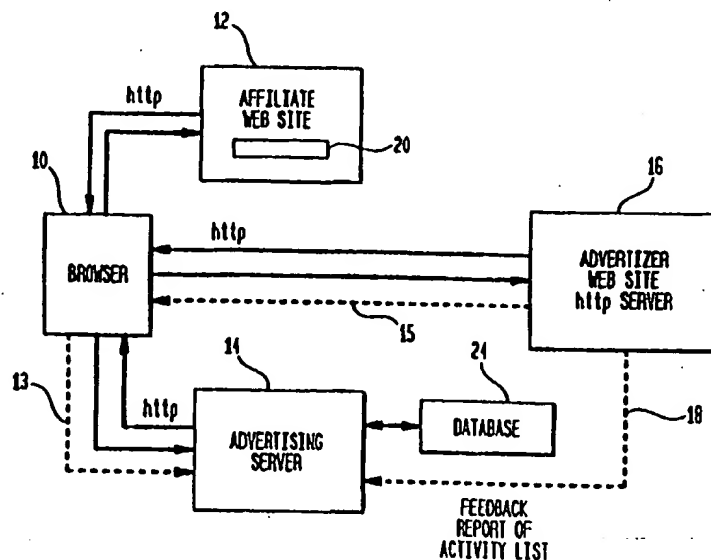 12
http
AFFILIATE
WEB SITE
20
10
16
http
BROWSER
ADVERTIZER
WEB SITE
http SERVER
15
14
21
13
http
ADVERTISING
SERVER
DATABASE
18
FEEDBACK
REPORT OF
ACTIVITY LIST